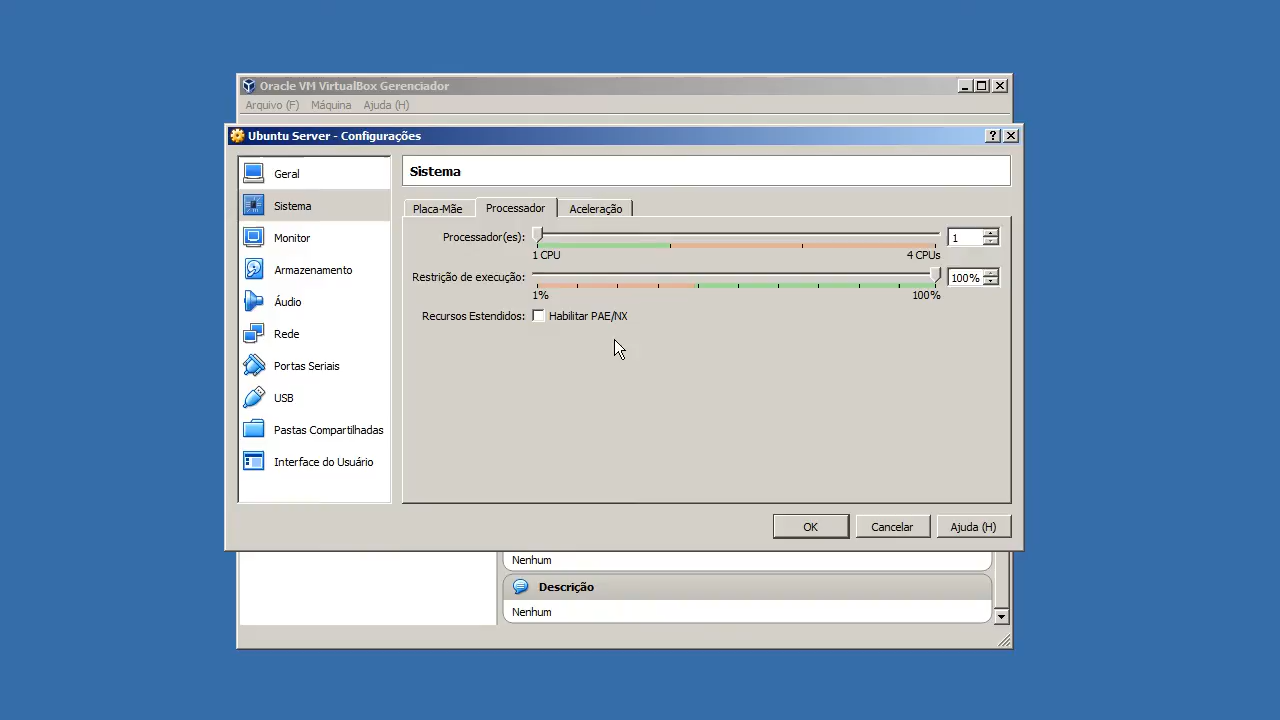 Oracle VM VirtualBox Gerenciador
Arquivo (F) Máquina Ajuda (H)
Ubuntu Server - Configurações
Geral
Sistema
Monitor
Armazenamento
Áudio
Rede
Portas Seriais
USB
Pastas Compartilhadas
Interface do Usuário
Sistema
Placa-Mãe Processador Aceleração
Processador(es): 1
1 CPU 4 CPUs
Restrição de execução: 100%
1% 100%
Recursos Estendidos: Habilitar PAE/NX
OK Cancelar Ajuda (H)
Nenhum
Descrição
Nenhum